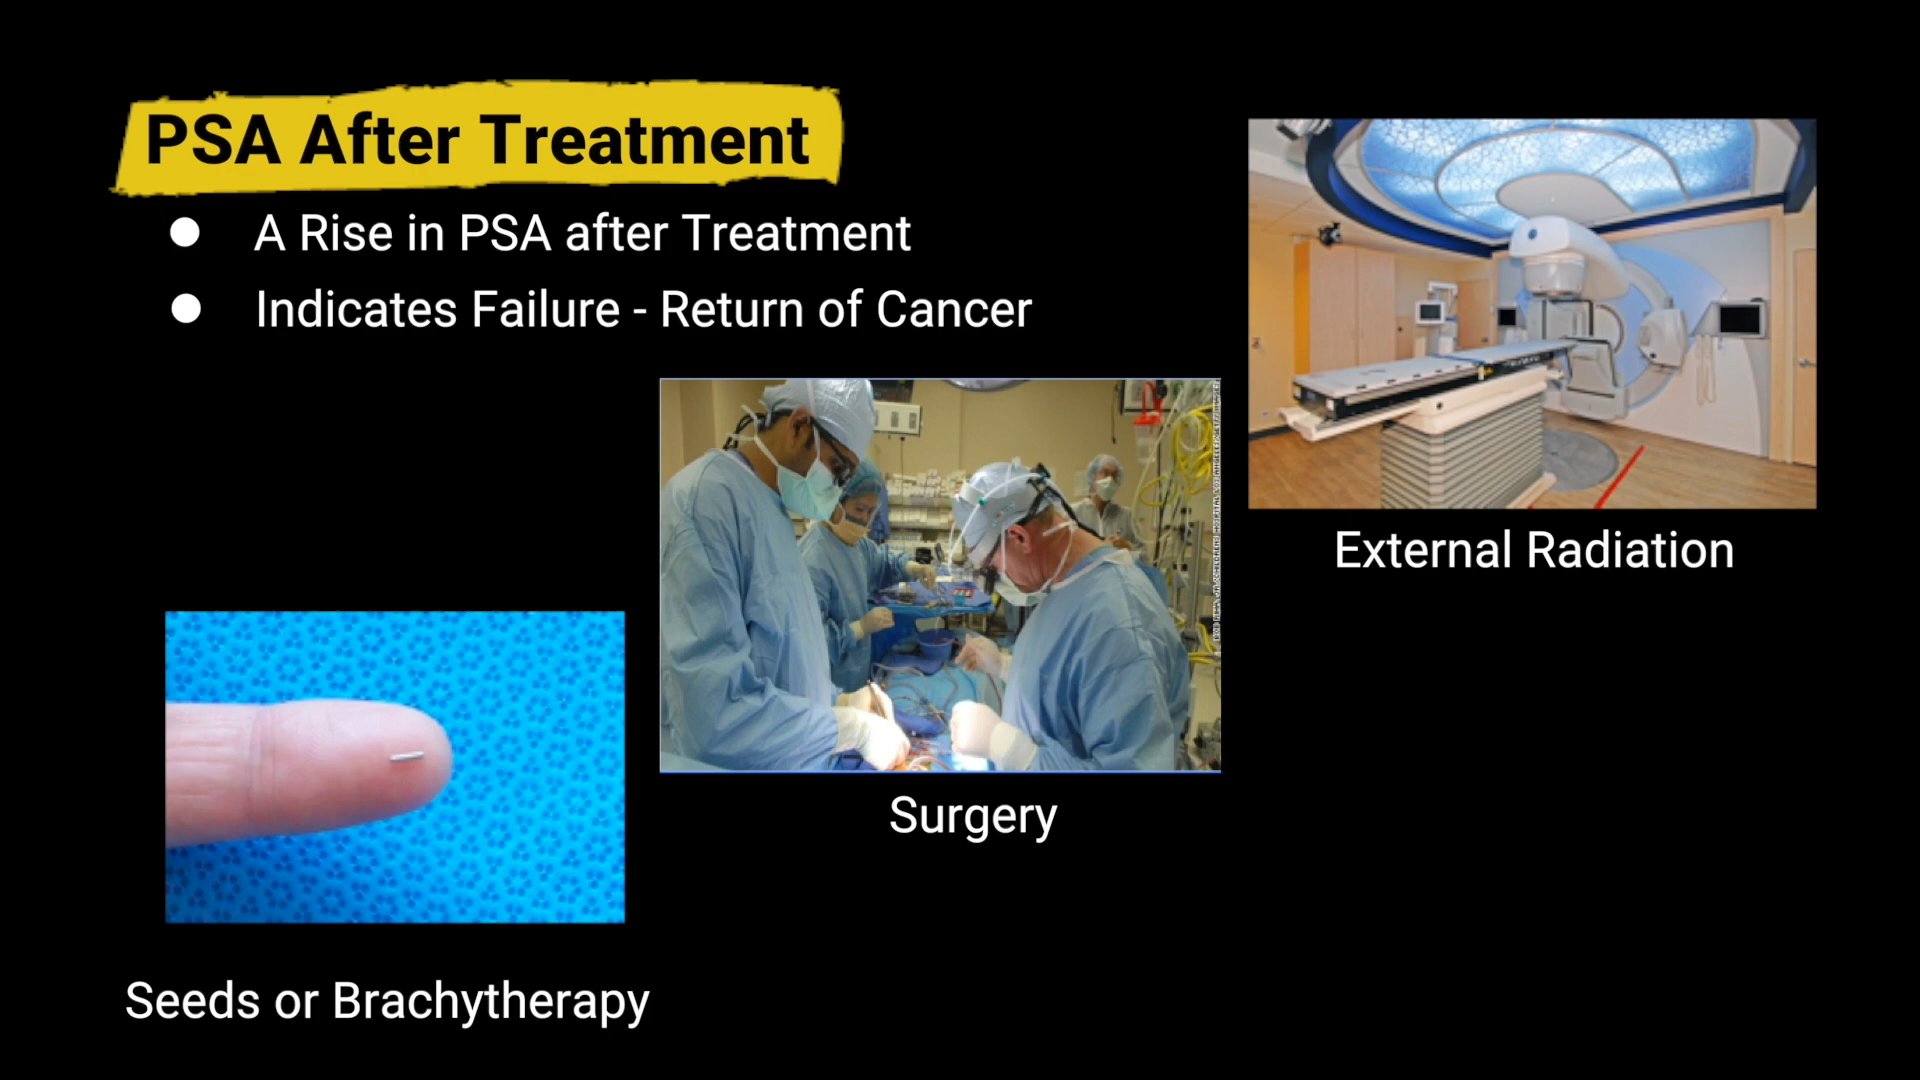 PSA After Treatment
● A Rise in PSA after Treatment
● Indicates Failure - Return of Cancer
External Radiation
Surgery
Seeds or Brachytherapy